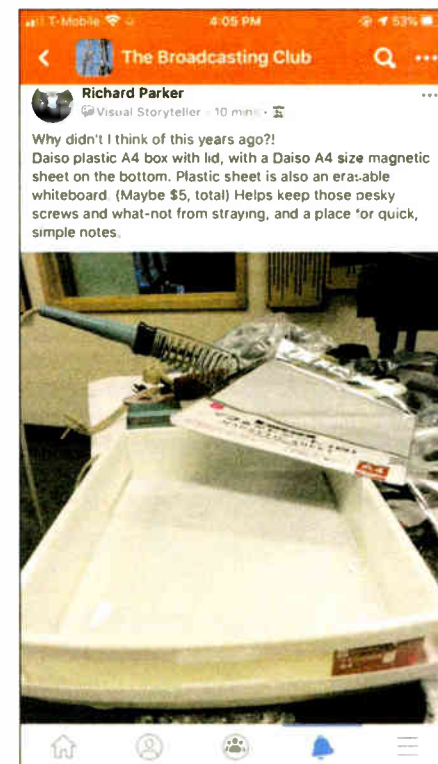 T-Mobile 4:05 PM 53%
The Broadcasting Club
Richard Parker
Visual Storyteller · 10 mins ·
Why didn't I think of this years ago?!
Daiso plastic A4 box with lid, with a Daiso A4 size magnetic
sheet on the bottom. Plastic sheet is also an erasable
whiteboard. (Maybe $5, total) Helps keep those pesky
screws and what-not from straying, and a place for quick,
simple notes.
A4